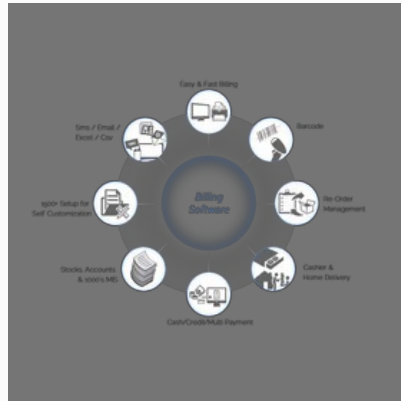 Easy & Fast Billing
Barcode
Re-Order
Management
Cashier &
Home Delivery
Cash/Credit/Multi Payment
Stocks, Accounts
& 1000's MIS
1500+ Setup for
Self Customization
Sms / Email /
Excel / Csv
Billing
Software